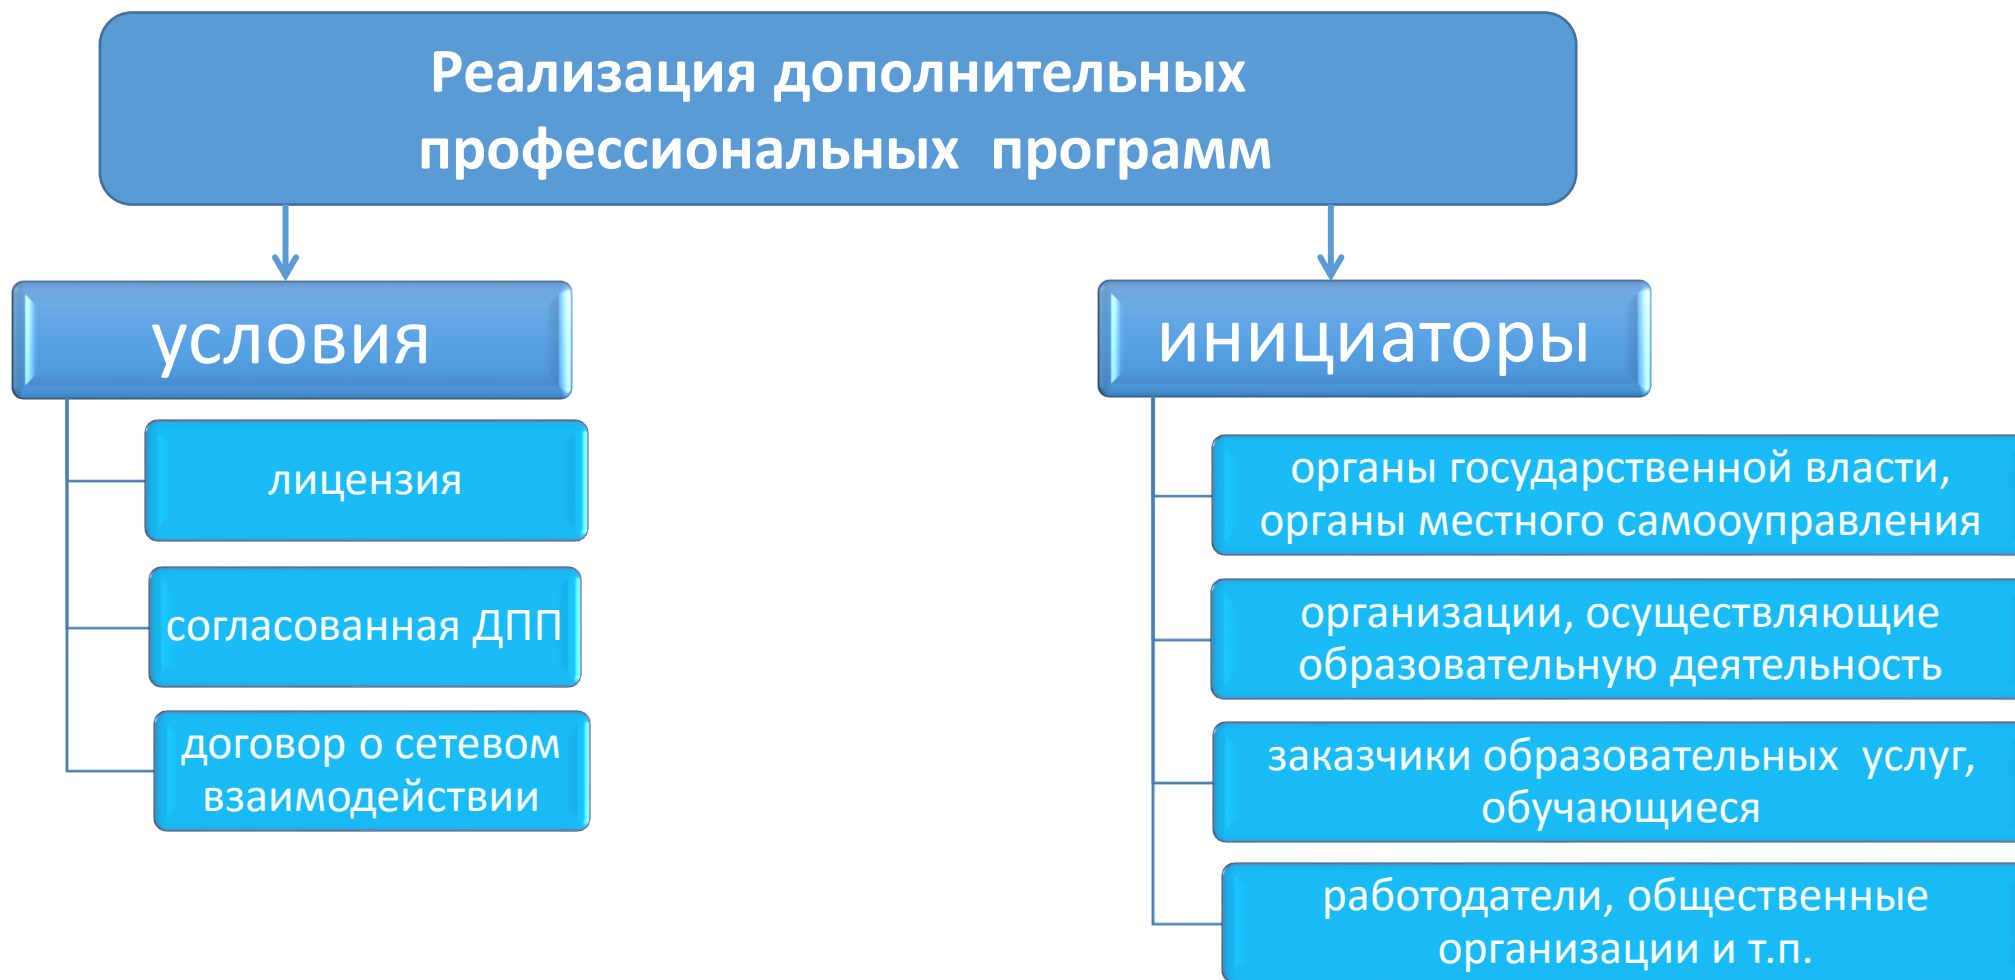 Реализация дополнительных
профессиональных программ
условия
лицензия
согласованная ДПП
договор о сетевом
взаимодействии
инициаторы
органы государственной власти,
органы местного самооуправления
организации, осуществляющие
образовательную деятельность
заказчики образовательных услуг,
обучающиеся
работодатели, общественные
организации и т.п.